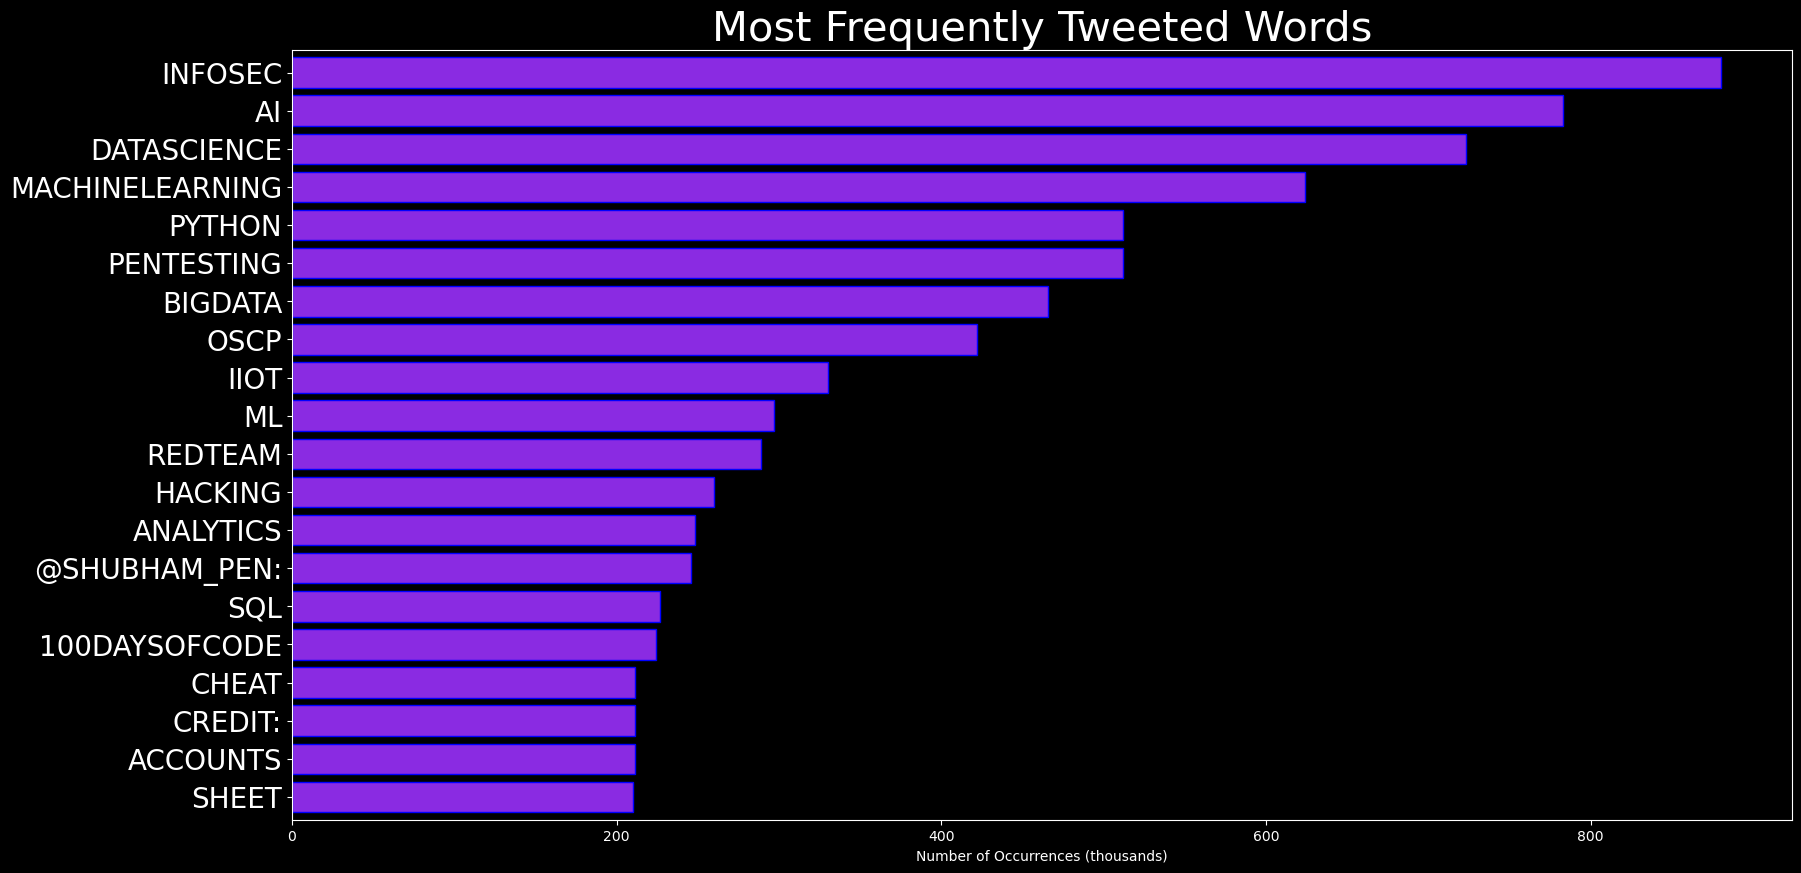 Most Frequently Tweeted Words
INFOSEC
AI
DATASCIENCE
MACHINELEARNING
PYTHON
PENTESTING
BIGDATA
OSCP
IIOT
ML
REDTEAM
HACKING
ANALYTICS
@SHUBHAM_PEN:
SQL
100DAYSOFCODE
CHEAT
CREDIT:
ACCOUNTS
SHEET
0 200 400 600 800
Number of Occurrences (thousands)